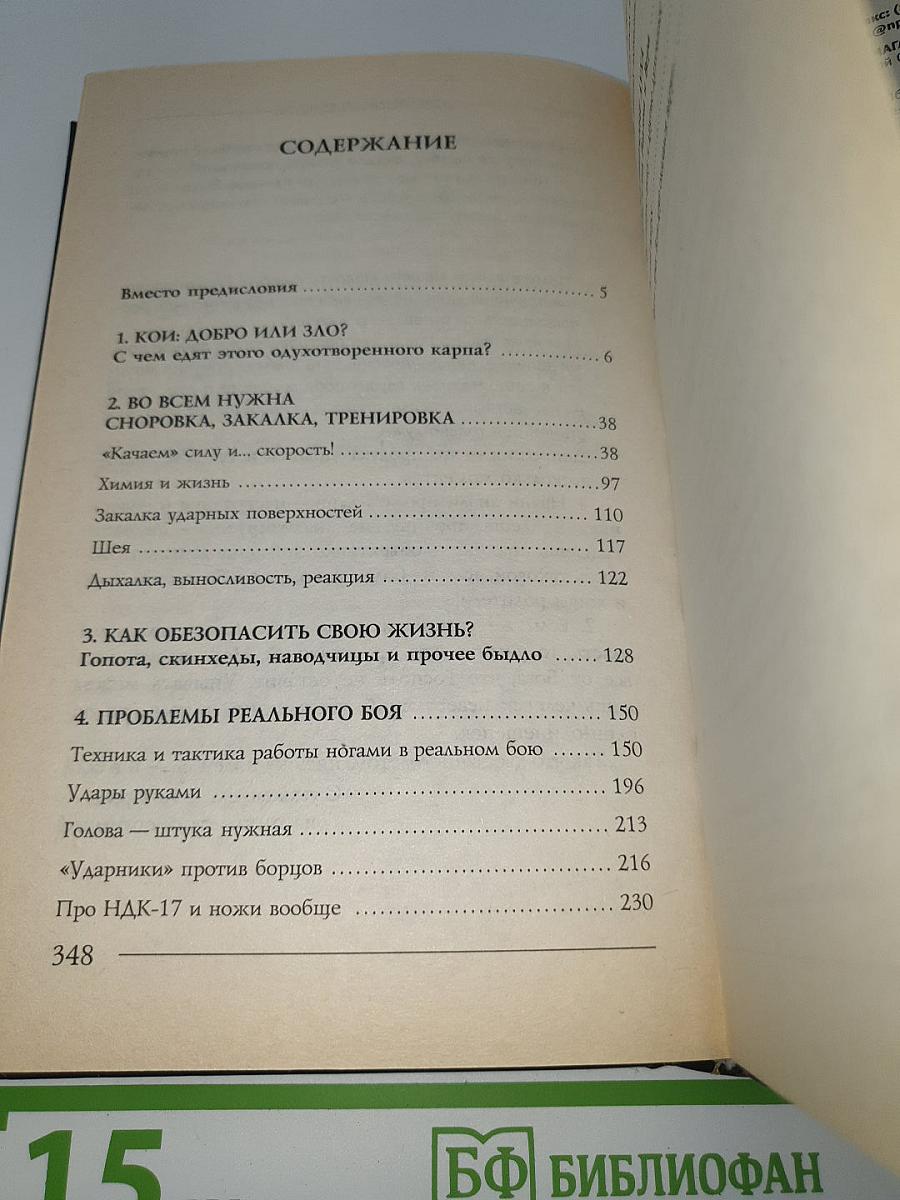 СОДЕРЖАНИЕ
Вместо предисловия ........................ 5
1. КОИ: ДОБРО ИЛИ ЗЛО?
С чем едят этого одухотворенного карпа? ............. 6
2. ВО ВСЕМ НУЖНА
СНОРОВКА, ЗАКАЛКА, ТРЕНИРОВКА ................ 38
«Качаем» силу и... скорость! ........................ 38
Химия и жизнь ........................ 97
Закалка ударных поверхностей ........................ 110
Шея ........................ 117
Дыхалка, выносливость, реакция ........................ 122
3. КАК ОБЕЗОПАСИТЬ СВОЮ ЖИЗНЬ?
Гопота, скинхеды, наводчицы и прочее быдло ...... 128
4. ПРОБЛЕМЫ РЕАЛЬНОГО БОЯ ........................ 150
Техника и тактика работы ногами в реальном бою ....... 150
Удары руками ........................ 196
Голова — штука нужная ........................ 213
«Ударники» против борцов ........................ 216
Про НДК-17 и ножи вообще ........................ 230
348
15
БФ БИБЛИОФАН